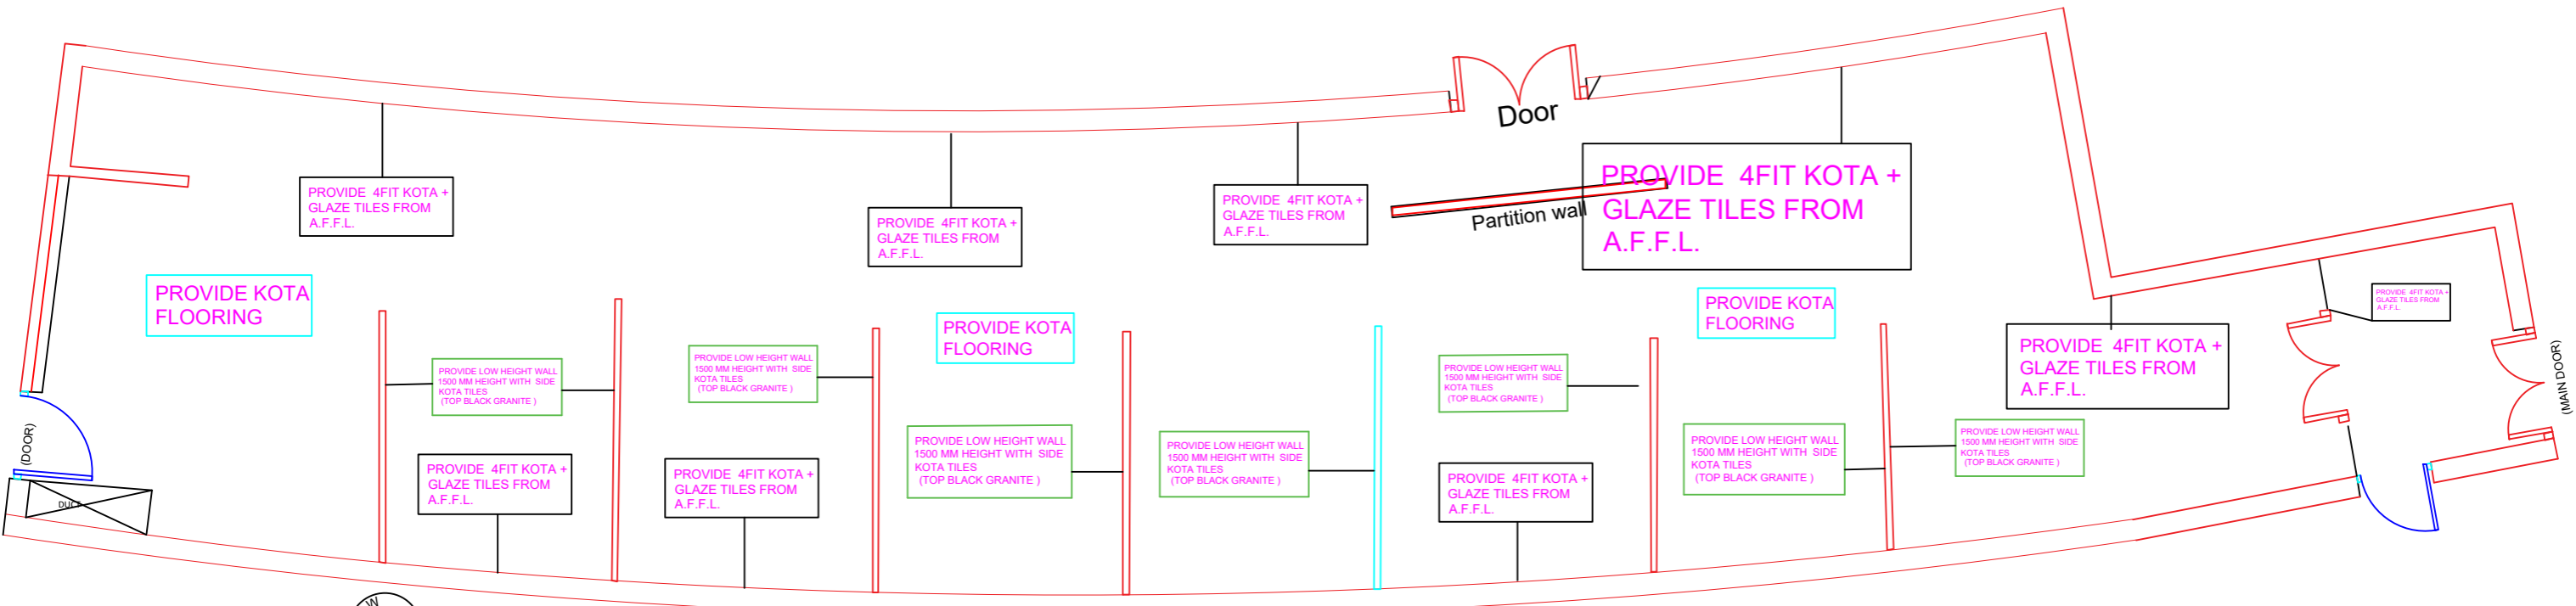 Door
PROVIDE 4FIT KOTA +
GLAZE TILES FROM
A.F.F.L.
PROVIDE 4FIT KOTA +
GLAZE TILES FROM
A.F.F.L.
PROVIDE 4FIT KOTA +
GLAZE TILES FROM
A.F.F.L.
Partition wall
PROVIDE 4FIT KOTA +
GLAZE TILES FROM
A.F.F.L.
PROVIDE KOTA
FLOORING
PROVIDE KOTA
FLOORING
PROVIDE KOTA
FLOORING
PROVIDE 4FIT KOTA +
GLAZE TILES FROM
A.F.F.L.
PROVIDE 4FIT KOTA +
GLAZE TILES FROM
A.F.F.L.
(MAIN DOOR)
PROVIDE LOW HEIGHT WALL
1500 MM HEIGHT WITH SIDE
KOTA TILES
(TOP BLACK GRANITE )
PROVIDE LOW HEIGHT WALL
1500 MM HEIGHT WITH SIDE
KOTA TILES
(TOP BLACK GRANITE )
PROVIDE LOW HEIGHT WALL
1500 MM HEIGHT WITH SIDE
KOTA TILES
(TOP BLACK GRANITE )
(DOOR)
DUCT
PROVIDE 4FIT KOTA +
GLAZE TILES FROM
A.F.F.L.
PROVIDE 4FIT KOTA +
GLAZE TILES FROM
A.F.F.L.
PROVIDE LOW HEIGHT WALL
1500 MM HEIGHT WITH SIDE
KOTA TILES
(TOP BLACK GRANITE )
PROVIDE LOW HEIGHT WALL
1500 MM HEIGHT WITH SIDE
KOTA TILES
(TOP BLACK GRANITE )
PROVIDE 4FIT KOTA +
GLAZE TILES FROM
A.F.F.L.
PROVIDE LOW HEIGHT WALL
1500 MM HEIGHT WITH SIDE
KOTA TILES
(TOP BLACK GRANITE )
PROVIDE LOW HEIGHT WALL
1500 MM HEIGHT WITH SIDE
KOTA TILES
(TOP BLACK GRANITE )
W